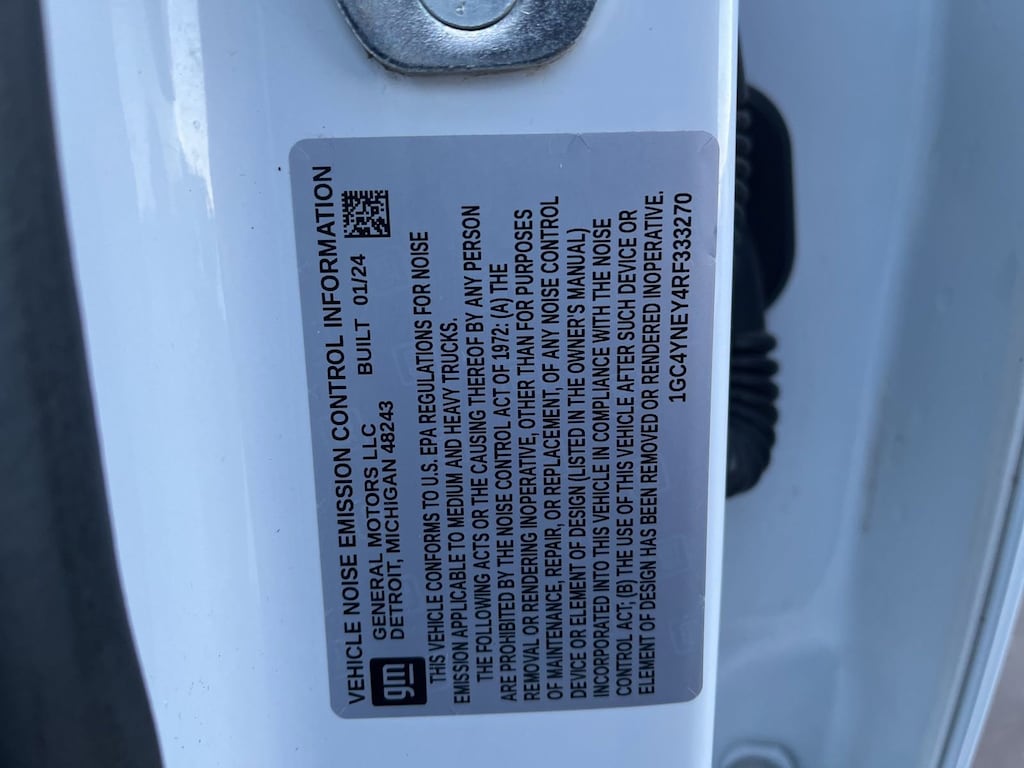 VEHICLE NOISE EMISSION CONTROL INFORMATION
gm
GENERAL MOTORS LLC BUILT 01/24
DETROIT, MICHIGAN 48243
THIS VEHICLE CONFORMS TO U.S. EPA REGULATIONS FOR NOISE
EMISSION APPLICABLE TO MEDIUM AND HEAVY TRUCKS.
THE FOLLOWING ACTS OR THE CAUSING THEREOF BY ANY PERSON
ARE PROHIBITED BY THE NOISE CONTROL ACT OF 1972: (A) THE
REMOVAL OR RENDERING INOPERATIVE, OTHER THAN FOR PURPOSES
OF MAINTENANCE, REPAIR, OR REPLACEMENT, OF ANY NOISE CONTROL
DEVICE OR ELEMENT OF DESIGN (LISTED IN THE OWNER'S MANUAL)
INCORPORATED INTO THIS VEHICLE IN COMPLIANCE WITH THE NOISE
CONTROL ACT, (B) THE USE OF THIS VEHICLE AFTER SUCH DEVICE OR
ELEMENT OF DESIGN HAS BEEN REMOVED OR RENDERED INOPERATIVE.
1GC4YNEY4RF333270